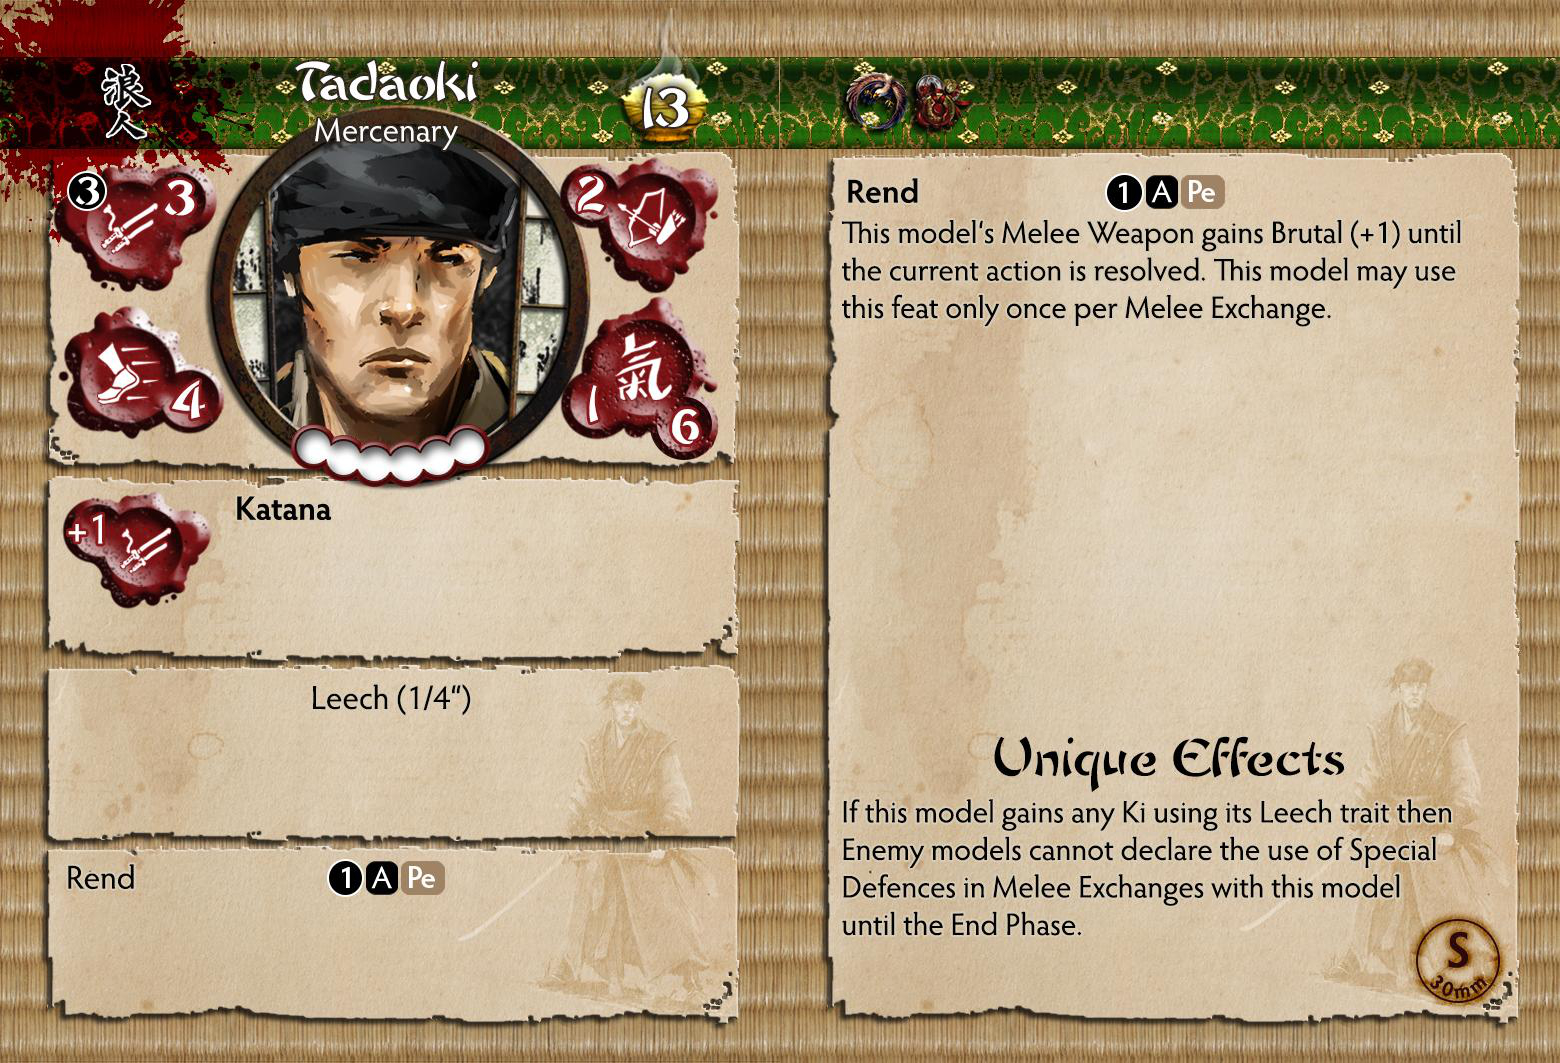 浪人
Tadaoki
Mercenary
13
3 3
2
4
氣
1 6
+1
Katana
Leech (1/4“)
Rend 1 A Pe
Rend 1 A Pe
This model's Melee Weapon gains Brutal (+1) until
the current action is resolved. This model may use
this feat only once per Melee Exchange.
Unique Effects
If this model gains any Ki using its Leech trait then
Enemy models cannot declare the use of Special
Defences in Melee Exchanges with this model
until the End Phase.
S
30mm